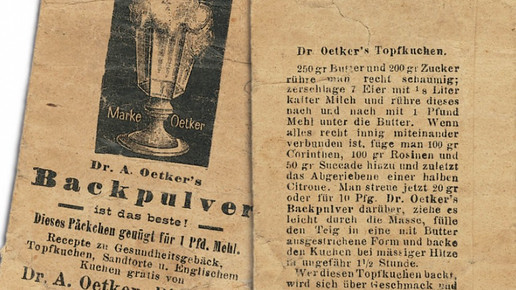 Marke Oetker
Dr. A. Oetker's
Backpulver
ist das beste!
Dieses Päckchen genügt für 1 Pfd. Mehl.
Recepte zu Gesundheitsgebäck,
Topfkuchen, Sandtorte u. Englischem
Kuchen gratis von
Dr. A. Oetker,
Dr Oetker's Topfkuchen.
250 gr Butter und 200 gr Zucker
rühre man recht schaumig;
zerschlage 7 Eier mit ⅛ Liter
kalter Milch und rühre dieses
nach und nach mit 1 Pfund
Mehl unter die Butter. Wenn
alles recht innig miteinander
verbunden ist, füge man 100 gr
Corinthen, 100 gr Rosinen und
50 gr Succade hinzu und zuletzt
das Abgeriebene einer halben
Citrone. Man streue jetzt 20 gr
oder für 10 Pfg. Dr. Oetker's
Backpulver darüber, ziehe es
leicht durch die Masse, fülle
den Teig in eine mit Butter
ausgestrichene Form und backe
den Kuchen bei mässiger Hitze
in ungefähr 1½ Stunde.
Wer diesen Topfkuchen backt,
wird sich über Geschmack und